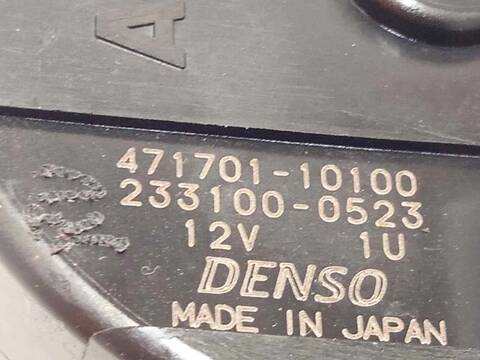 A
471701-10100
233100-0523
12V 1U
DENSO
MADE IN JAPAN